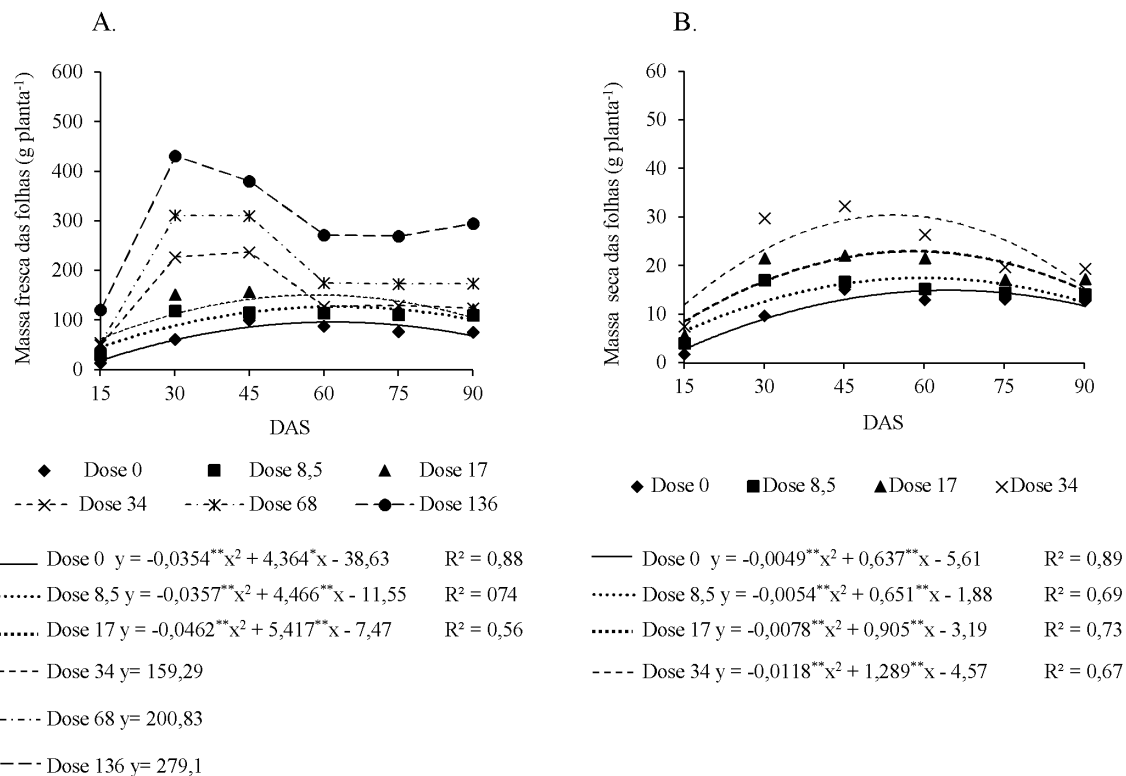 A.
Massa fresca das folhas (g planta⁻¹)
600
500
400
300
200
100
0
15 30 45 60 75 90
DAS
Dose 0 Dose 8,5 Dose 17
Dose 34 Dose 68 Dose 136
Dose 0 y = -0,0354**x² + 4,364*x - 38,63 R² = 0,88
Dose 8,5 y = -0,0357**x² + 4,466**x - 11,55 R² = 074
Dose 17 y = -0,0462**x² + 5,417**x - 7,47 R² = 0,56
Dose 34 y= 159,29
Dose 68 y= 200,83
Dose 136 y= 279,1
B.
Massa seca das folhas (g planta⁻¹)
60
50
40
30
20
10
0
15 30 45 60 75 90
DAS
Dose 0 Dose 8,5 Dose 17 Dose 34
Dose 0 y = -0,0049**x² + 0,637**x - 5,61 R² = 0,89
Dose 8,5 y = -0,0054**x² + 0,651**x - 1,88 R² = 0,69
Dose 17 y = -0,0078**x² + 0,905**x - 3,19 R² = 0,73
Dose 34 y = -0,0118**x² + 1,289**x - 4,57 R² = 0,67